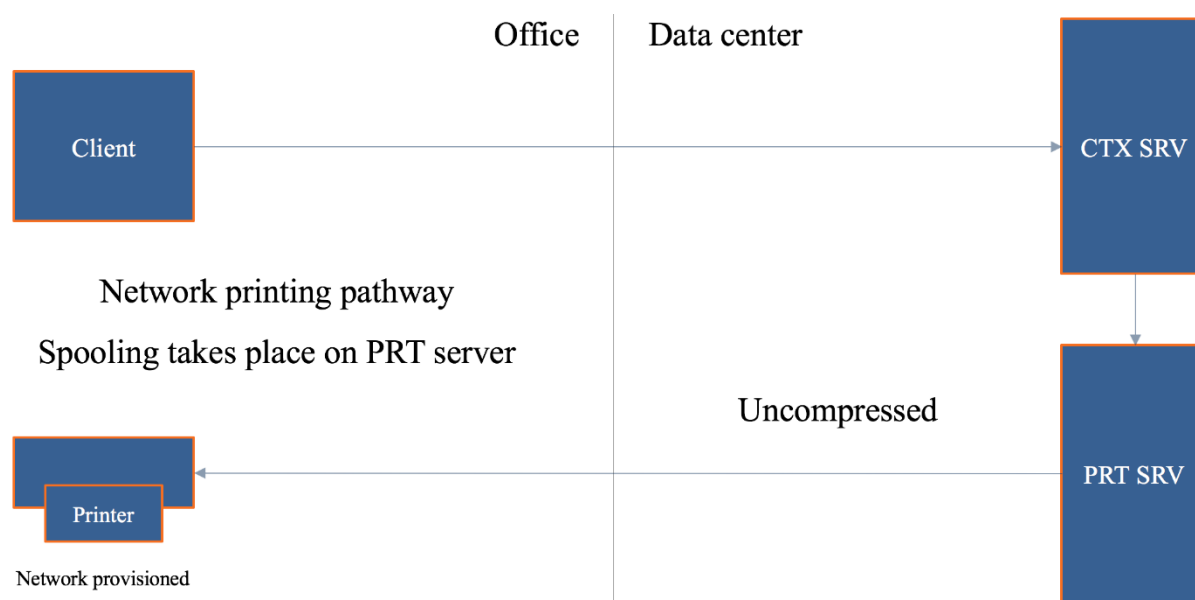 Office
Data center
Client
CTX SRV
Network printing pathway
Spooling takes place on PRT server
Uncompressed
PRT SRV
Printer
Network provisioned